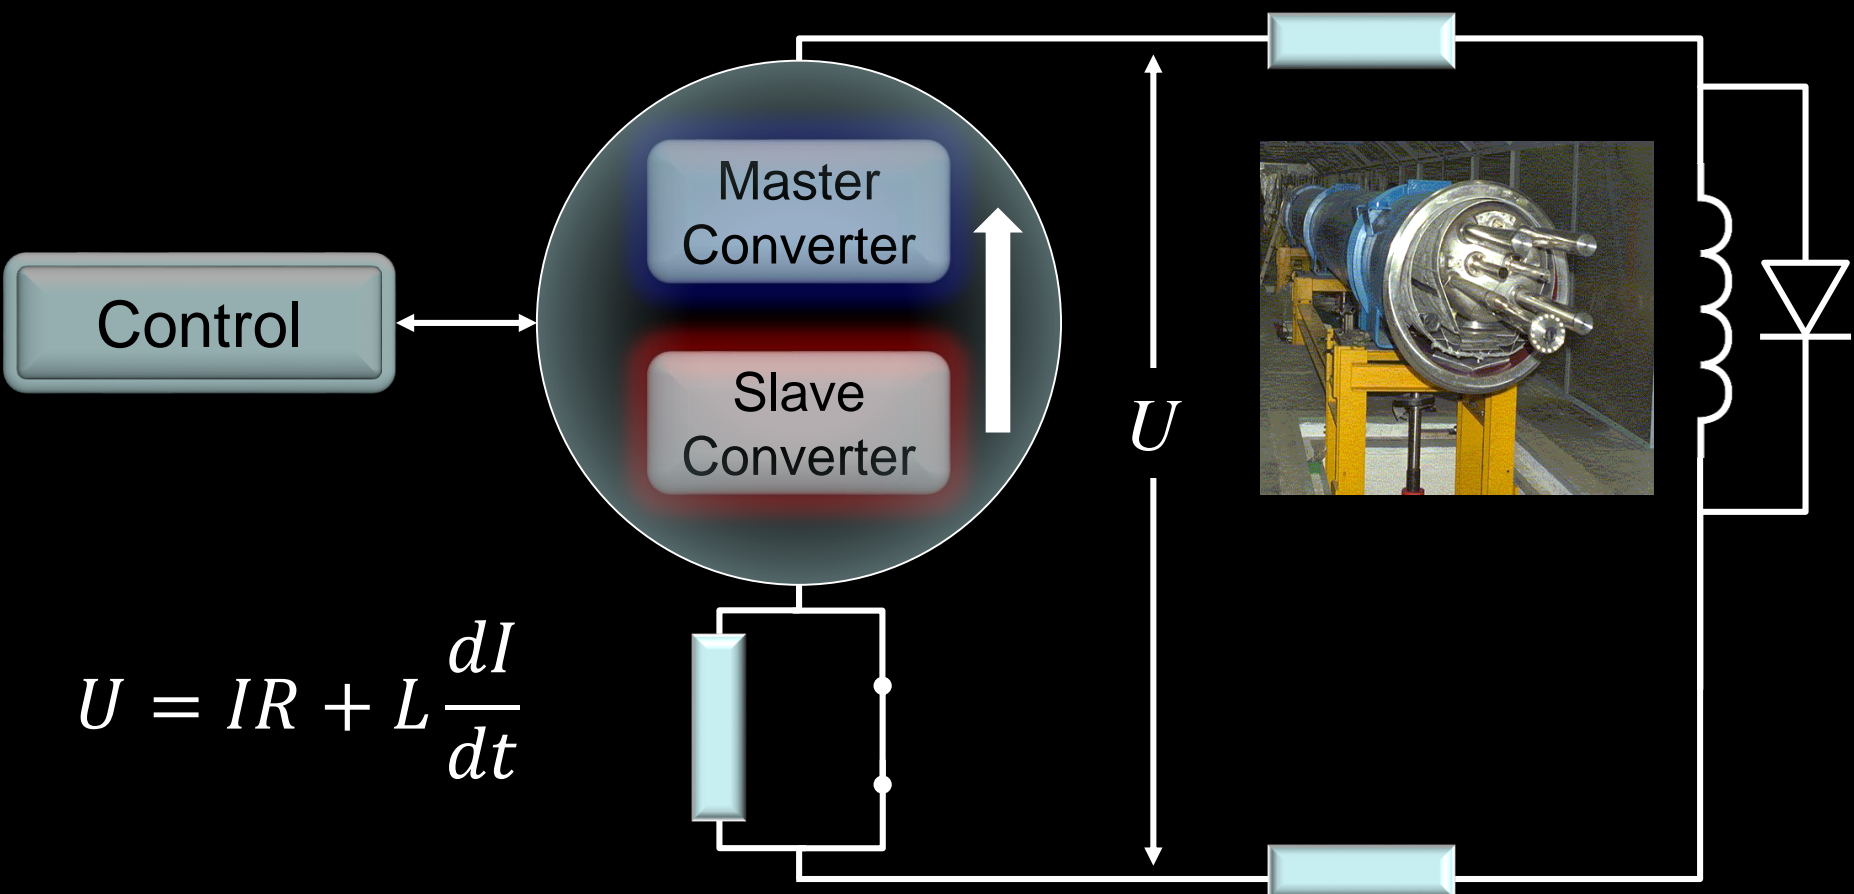 Master
Converter
Control
Slave
Converter
U
U = IR + L dI/dt